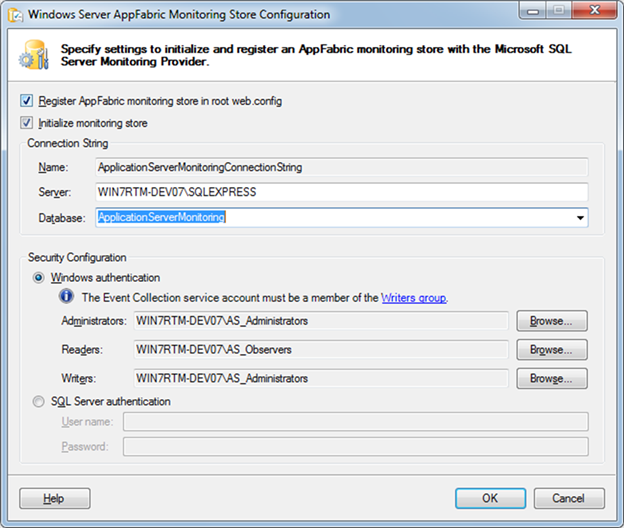 Windows Server AppFabric Monitoring Store Configuration
Specify settings to initialize and register an AppFabric monitoring store with the Microsoft SQL
Server Monitoring Provider.
Register AppFabric monitoring store in root web.config
Initialize monitoring store
Connection String
Name: ApplicationServerMonitoringConnectionString
Server: WIN7RTM-DEV07\SQLEXPRESS
Database: ApplicationServerMonitoring
Security Configuration
Windows authentication
The Event Collection service account must be a member of the Writers group.
Administrators: WIN7RTM-DEV07\AS_Administrators Browse...
Readers: WIN7RTM-DEV07\AS_Observers Browse...
Writers: WIN7RTM-DEV07\AS_Administrators Browse...
SQL Server authentication
User name:
Password:
Help OK Cancel